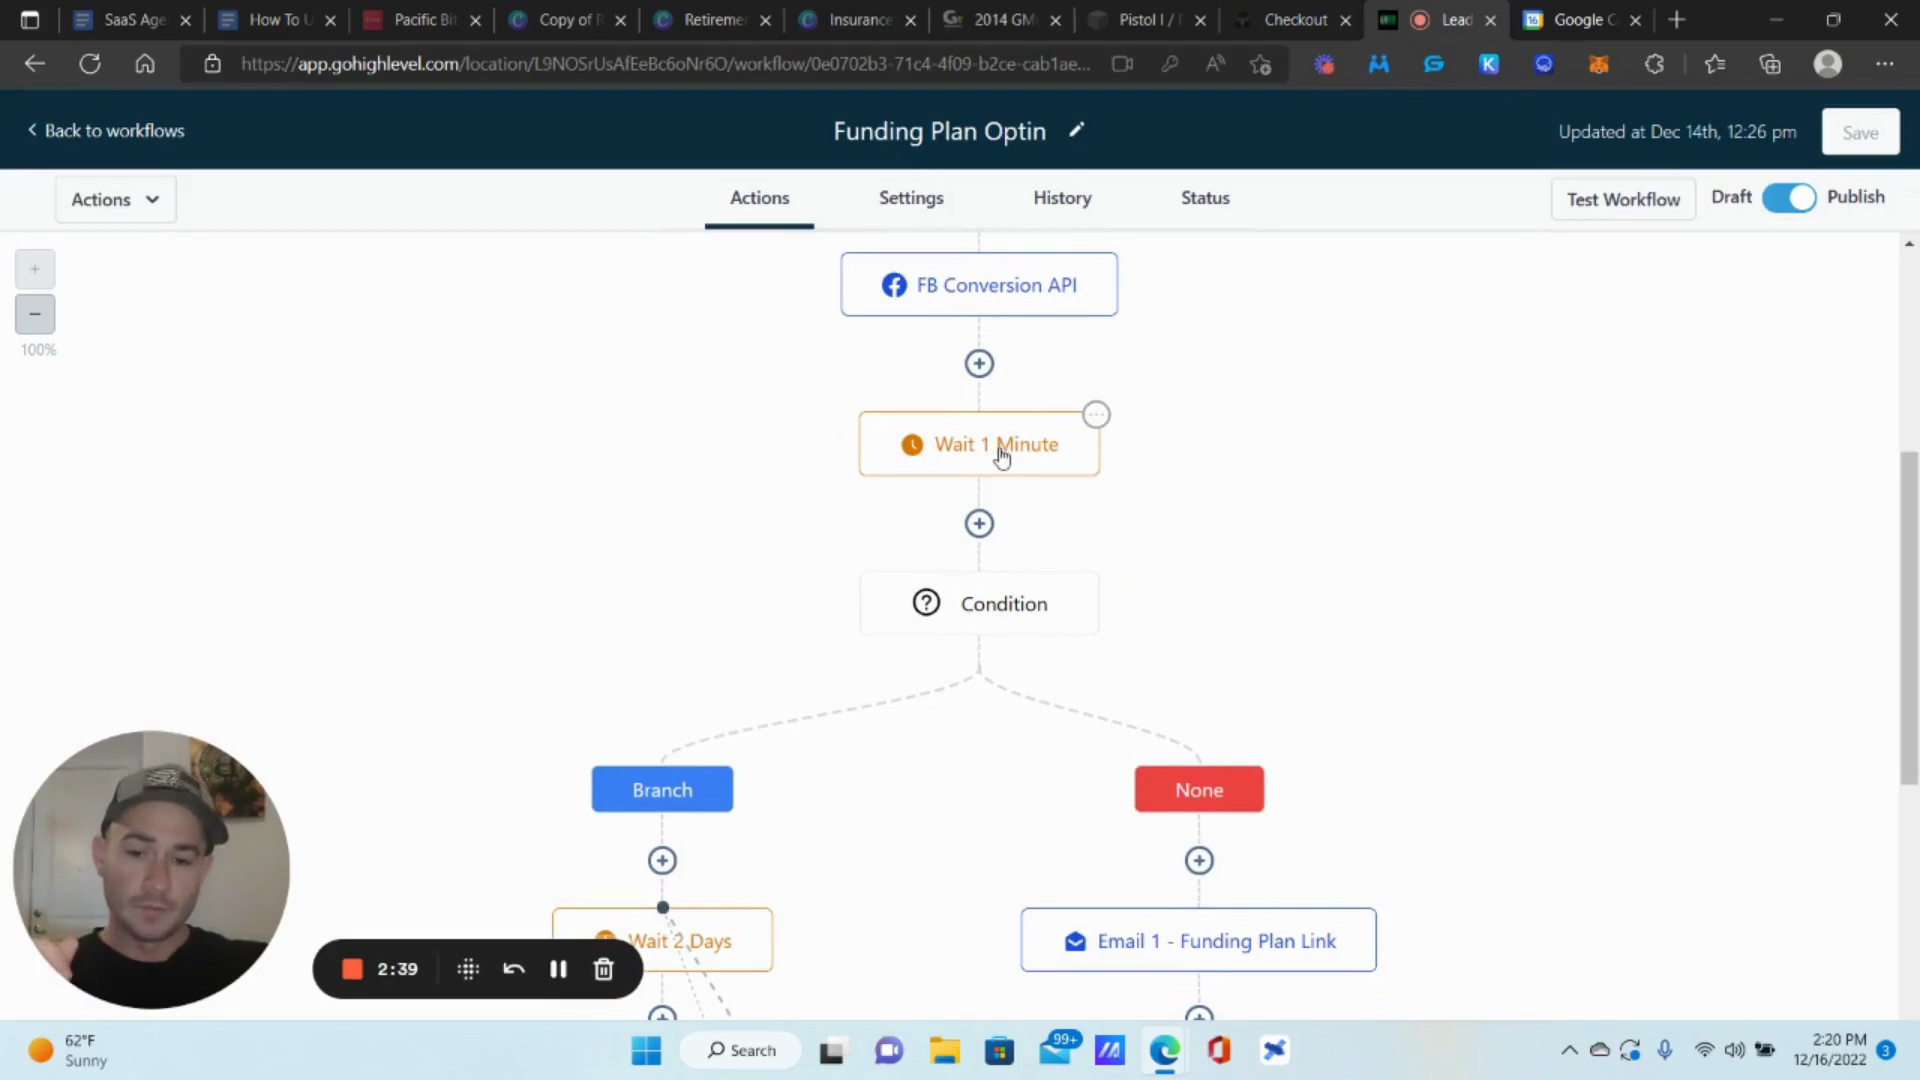 SaaS Age
How To U
Pacific Bit
Copy of R
Retireme
Insurance
2014 GM
Pistol I /
Checkout
Lead
Google C
https://app.gohighlevel.com/location/L9NOSrUsAfEeBc6oNr6O/workflow/0e0702b3-71c4-4f09-b2ce-cab1ae...
Back to workflows
Funding Plan Optin
Updated at Dec 14th, 12:26 pm
Save
Actions
Actions
Settings
History
Status
Test Workflow
Draft
Publish
100%
FB Conversion API
Wait 1 Minute
Condition
Branch
None
Wait 2 Days
Email 1 - Funding Plan Link
2:39
62°F
Sunny
Search
99+
2:20 PM
12/16/2022
3